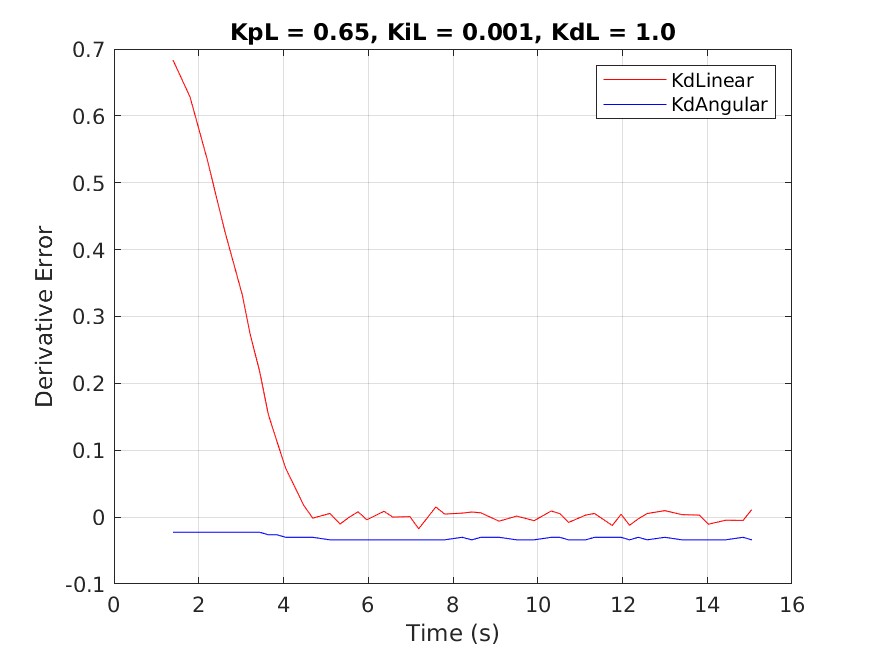 KpL = 0.65, KiL = 0.001, KdL = 1.0
KdLinear
KdAngular
Derivative Error
0.7
0.6
0.5
0.4
0.3
0.2
0.1
0
-0.1
0 2 4 6 8 10 12 14 16
Time (s)